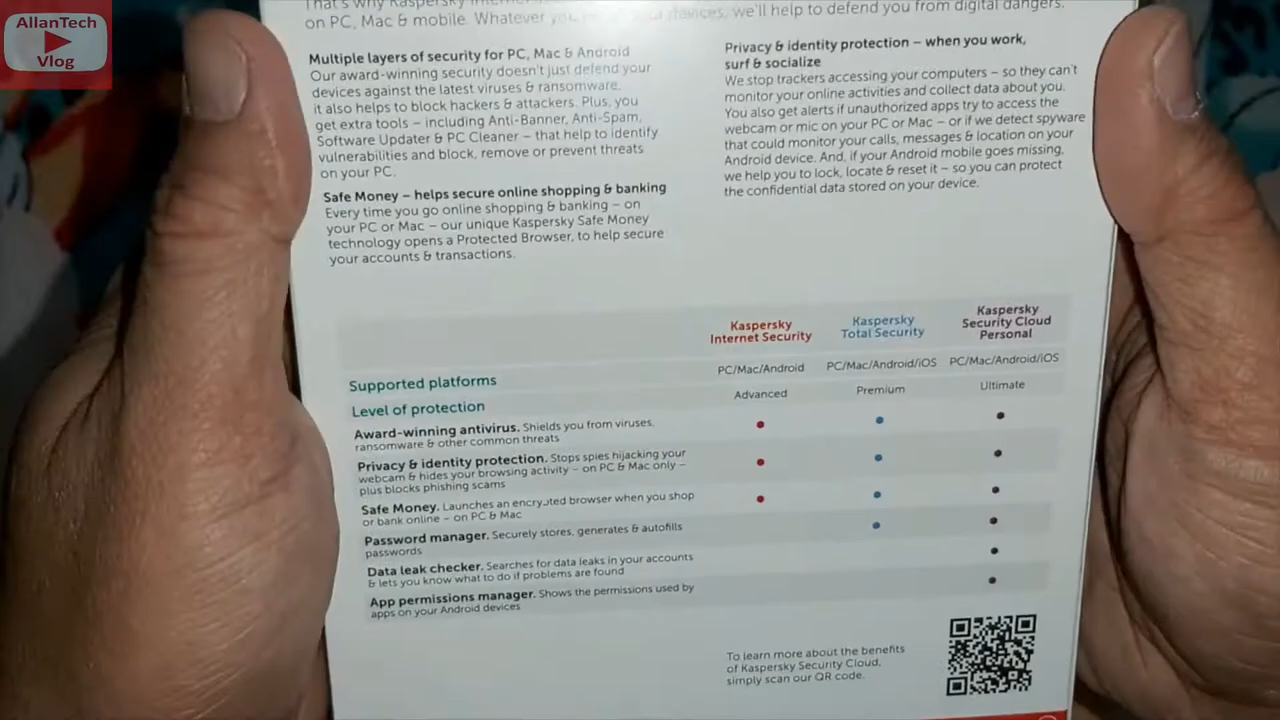 AllanTech
Vlog
That's why Kaspersky
on PC, Mac & mobile. Whatever devices, we'll help to defend you from digital dangers.
Multiple layers of security for PC, Mac & Android
Our award-winning security doesn't just defend your
devices against the latest viruses & ransomware,
it also helps to block hackers & attackers. Plus, you
get extra tools – including Anti-Banner, Anti-Spam,
Software Updater & PC Cleaner – that help to identify
vulnerabilities and block, remove or prevent threats
on your PC.
Safe Money – helps secure online shopping & banking
Every time you go online shopping & banking – on
your PC or Mac – our unique Kaspersky Safe Money
technology opens a Protected Browser, to help secure
your accounts & transactions.
Privacy & identity protection – when you work,
surf & socialize
We stop trackers accessing your computers – so they can't
monitor your online activities and collect data about you.
You also get alerts if unauthorized apps try to access the
webcam or mic on your PC or Mac – or if we detect spyware
that could monitor your calls, messages & location on your
Android device. And, if your Android mobile goes missing,
we help you to lock, locate & reset it – so you can protect
the confidential data stored on your device.
Kaspersky
Internet Security
Kaspersky
Total Security
Kaspersky
Security Cloud
Personal
Supported platforms
PC/Mac/Android
PC/Mac/Android/iOS
PC/Mac/Android/iOS
Level of protection
Advanced
Premium
Ultimate
Award-winning antivirus. Shields you from viruses,
ransomware & other common threats
Privacy & identity protection. Stops spies hijacking your
webcam & hides your browsing activity – on PC & Mac only –
plus blocks phishing scams
Safe Money. Launches an encrypted browser when you shop
or bank online – on PC & Mac
Password manager. Securely stores, generates & autofills
passwords
Data leak checker. Searches for data leaks in your accounts
& lets you know what to do if problems are found
App permissions manager. Shows the permissions used by
apps on your Android devices
To learn more about the benefits
of Kaspersky Security Cloud,
simply scan our QR code.